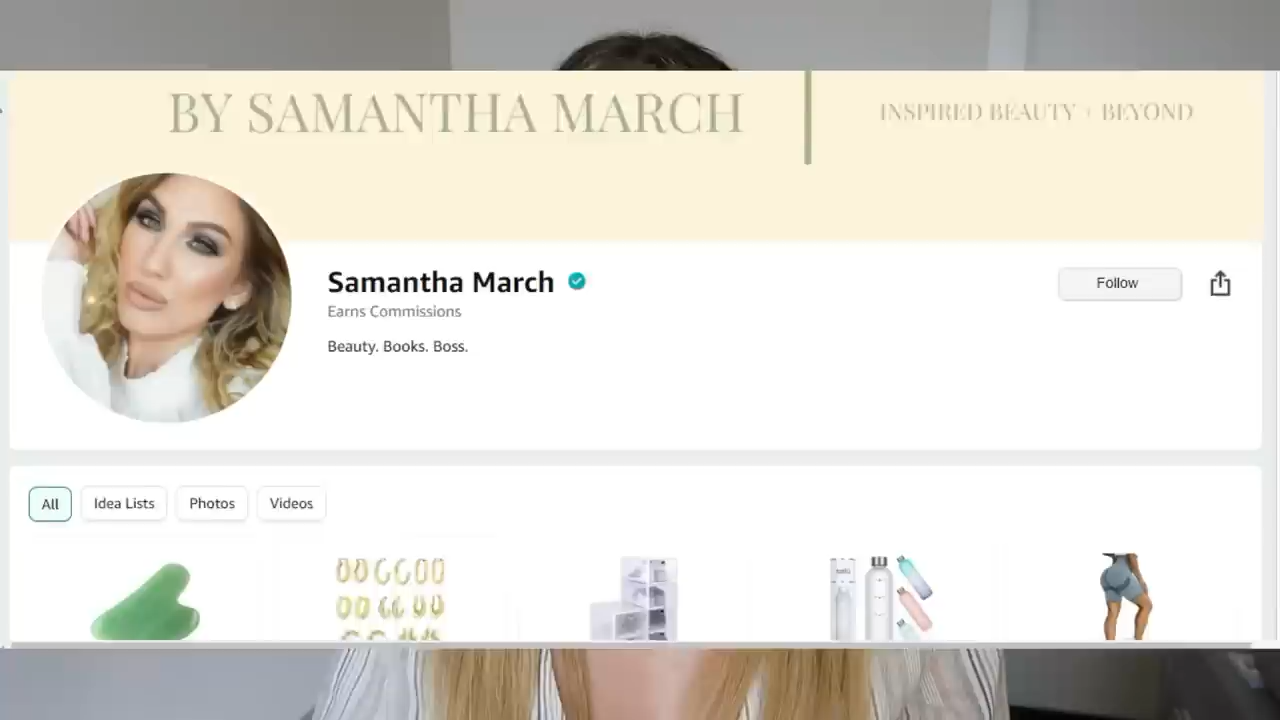 BY SAMANTHA MARCH
INSPIRED BEAUTY + BEYOND
Samantha March
Follow
Earns Commissions
Beauty. Books. Boss.
All
Idea Lists
Photos
Videos